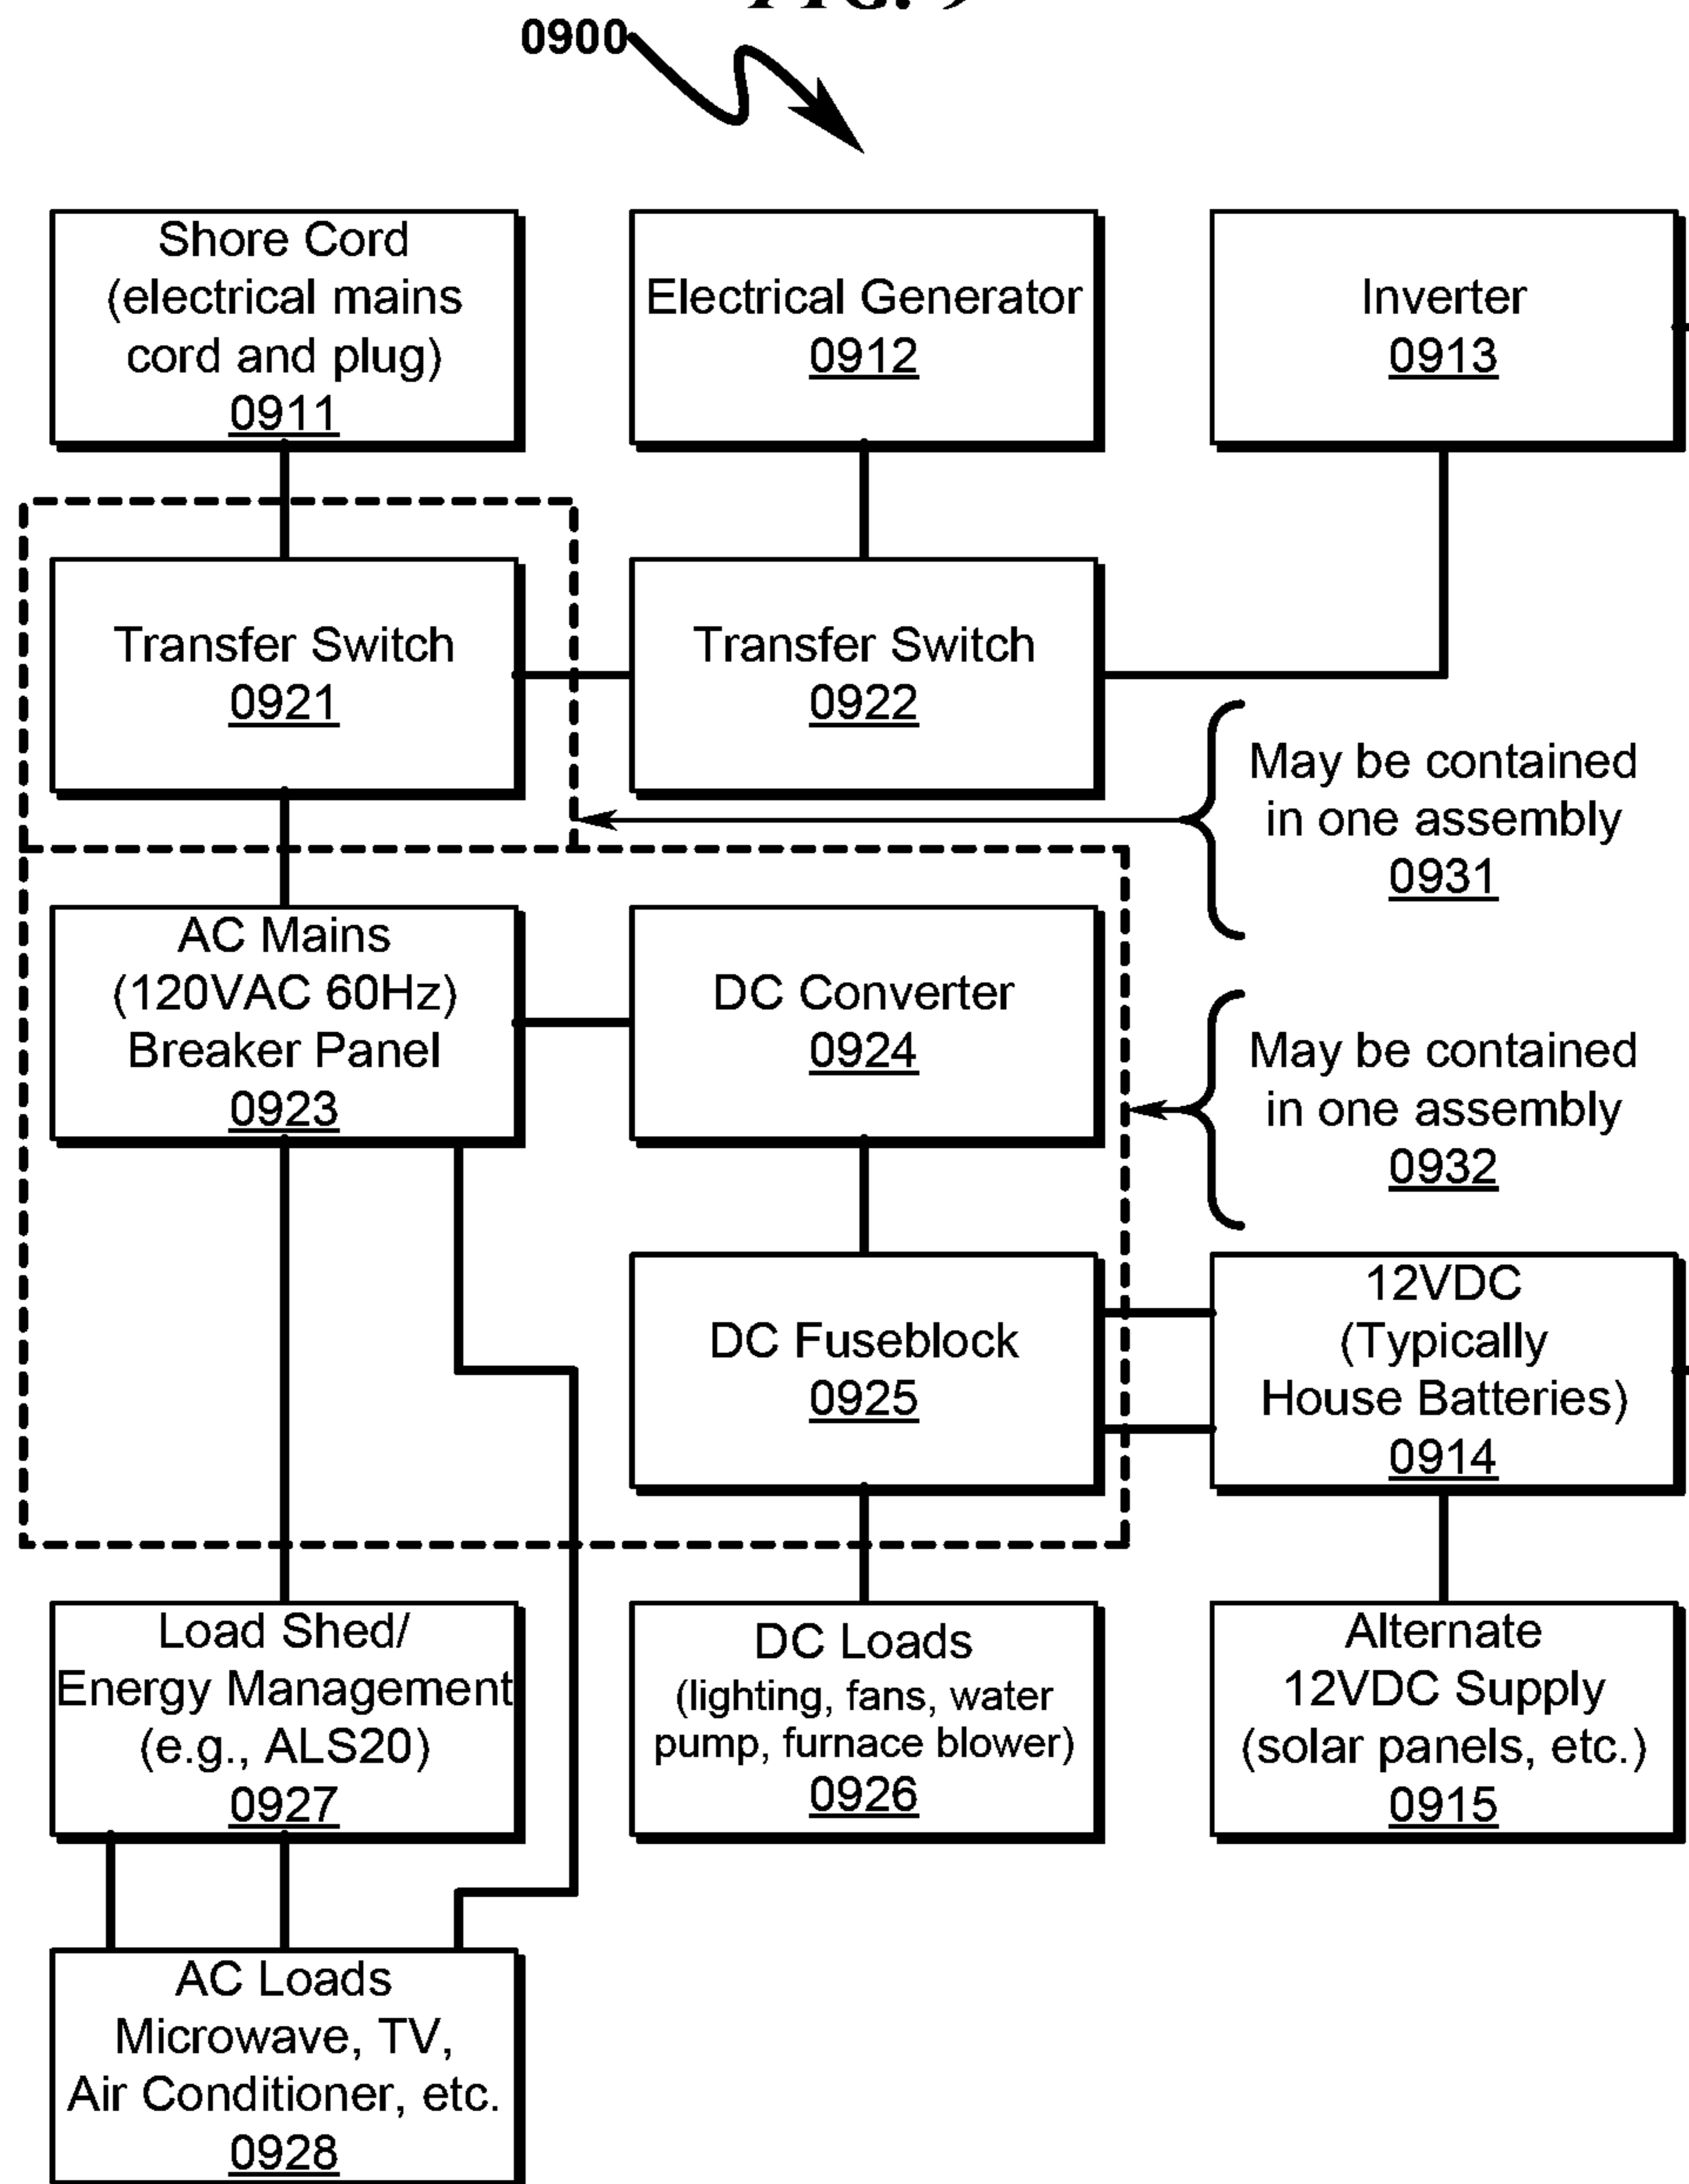 FIG. 9
0900
Shore Cord
(electrical mains
cord and plug)
0911
Electrical Generator
0912
Inverter
0913
Transfer Switch
0921
Transfer Switch
0922
May be contained
in one assembly
0931
AC Mains
(120VAC 60Hz)
Breaker Panel
0923
DC Converter
0924
May be contained
in one assembly
0932
DC Fuseblock
0925
12VDC
(Typically
House Batteries)
0914
Load Shed/
Energy Management
(e.g., ALS20)
0927
DC Loads
(lighting, fans, water
pump, furnace blower)
0926
Alternate
12VDC Supply
(solar panels, etc.)
0915
AC Loads
Microwave, TV,
Air Conditioner, etc.
0928